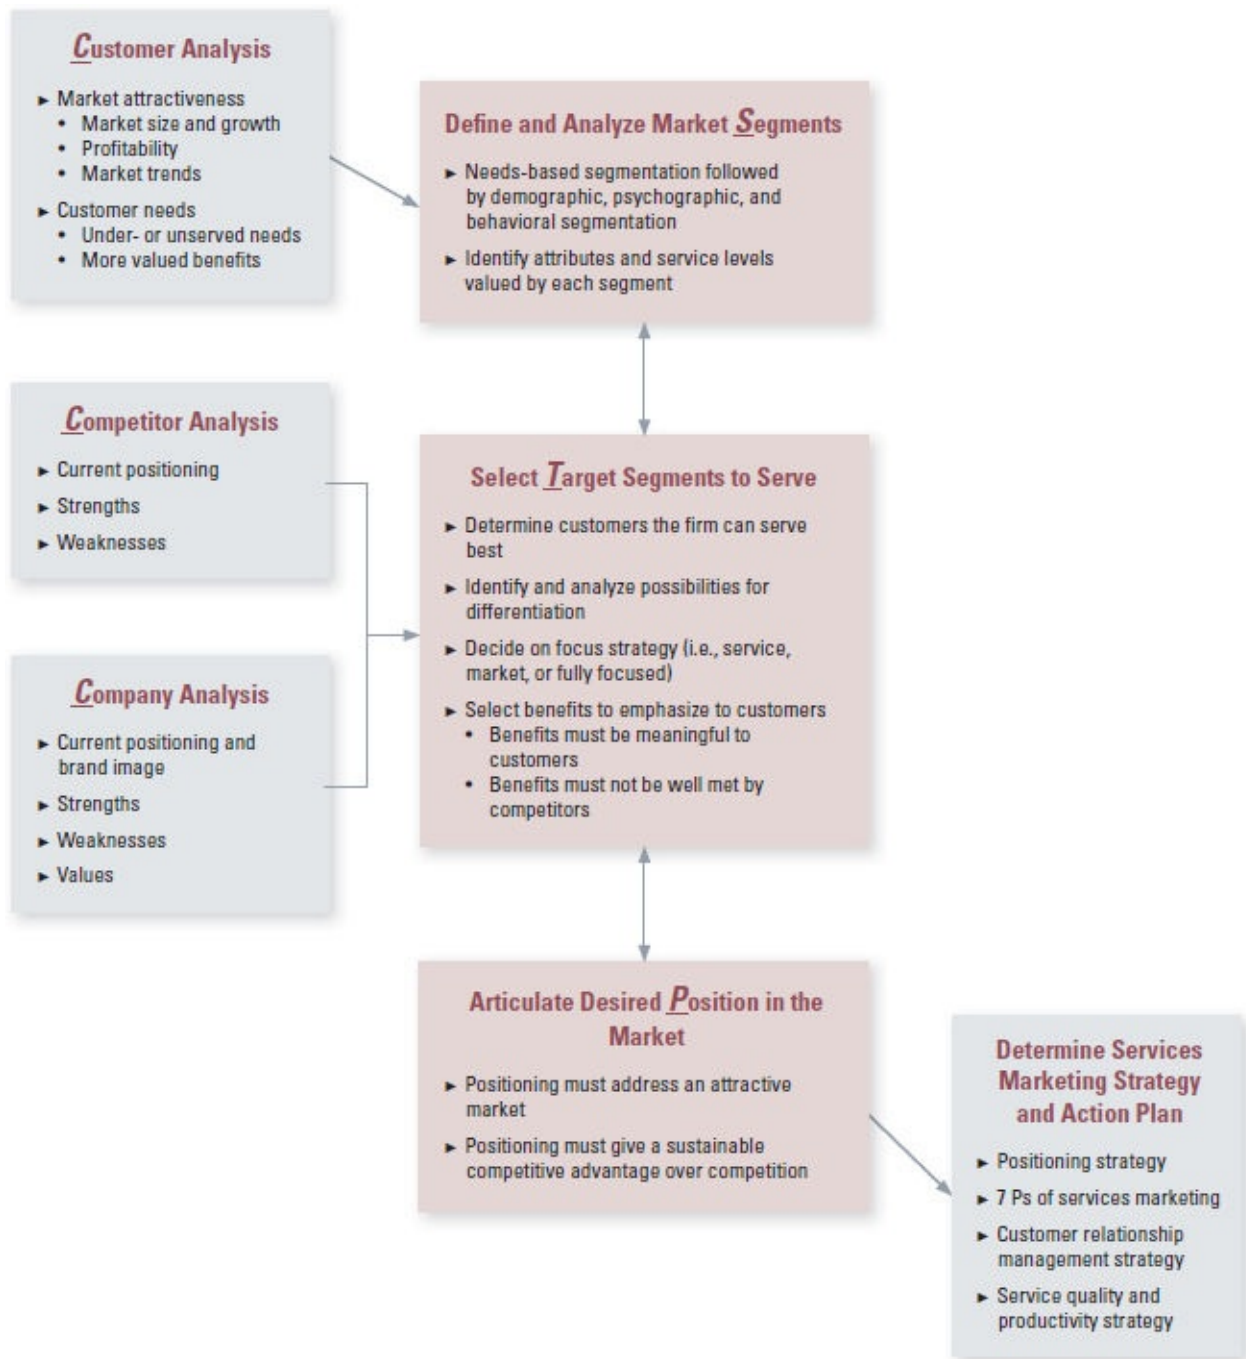 Customer Analysis
► Market attractiveness
• Market size and growth
• Profitability
• Market trends
► Customer needs
• Under- or unserved needs
• More valued benefits
Define and Analyze Market Segments
► Needs-based segmentation followed
by demographic, psychographic, and
behavioral segmentation
► Identify attributes and service levels
valued by each segment
Competitor Analysis
► Current positioning
► Strengths
► Weaknesses
Select Target Segments to Serve
► Determine customers the firm can serve
best
► Identify and analyze possibilities for
differentiation
► Decide on focus strategy (i.e., service,
market, or fully focused)
► Select benefits to emphasize to customers
• Benefits must be meaningful to
customers
• Benefits must not be well met by
competitors
Company Analysis
► Current positioning and
brand image
► Strengths
► Weaknesses
► Values
Articulate Desired Position in the
Market
► Positioning must address an attractive
market
► Positioning must give a sustainable
competitive advantage over competition
Determine Services
Marketing Strategy
and Action Plan
► Positioning strategy
► 7 Ps of services marketing
► Customer relationship
management strategy
► Service quality and
productivity strategy